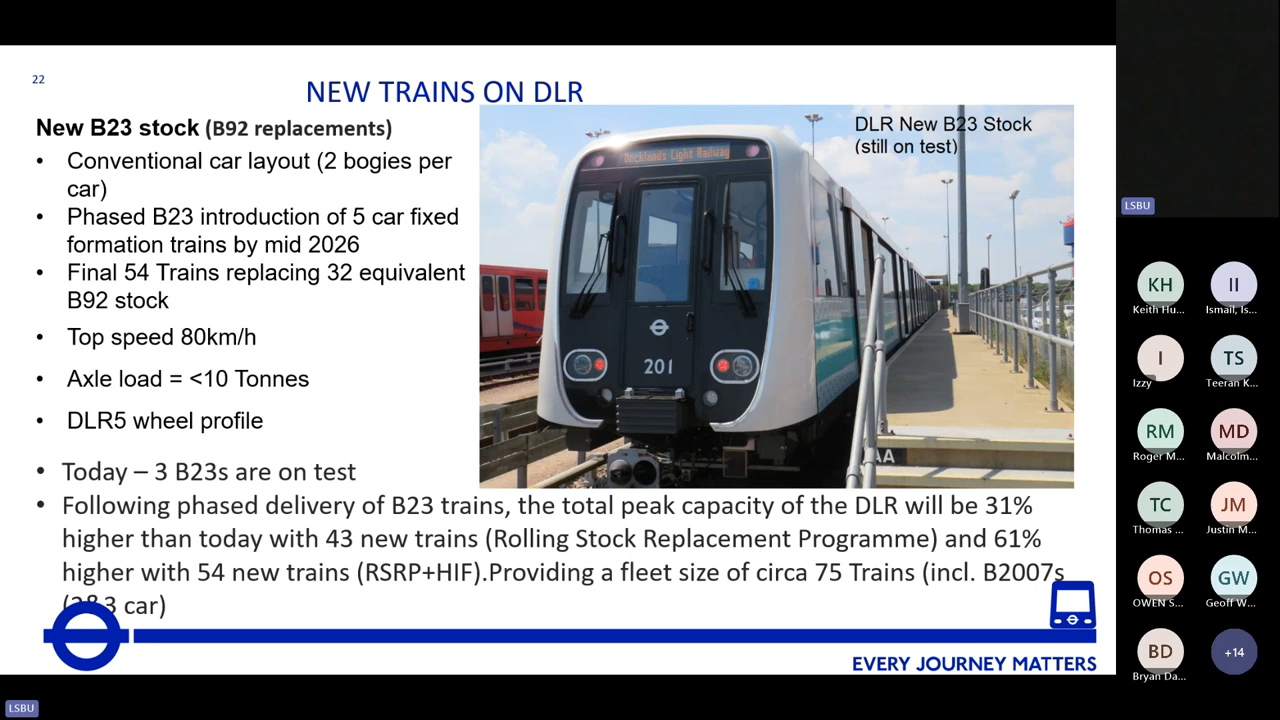 22
NEW TRAINS ON DLR
New B23 stock (B92 replacements)
• Conventional car layout (2 bogies per
car)
• Phased B23 introduction of 5 car fixed
formation trains by mid 2026
• Final 54 Trains replacing 32 equivalent
B92 stock
• Top speed 80km/h
• Axle load = <10 Tonnes
• DLR5 wheel profile
DLR New B23 Stock
(still on test)
Docklands Light Railway
201
AA
• Today – 3 B23s are on test
• Following phased delivery of B23 trains, the total peak capacity of the DLR will be 31%
higher than today with 43 new trains (Rolling Stock Replacement Programme) and 61%
higher with 54 new trains (RSRP+HIF).Providing a fleet size of circa 75 Trains (incl. B2007s
(2&3 car)
EVERY JOURNEY MATTERS
LSBU
LSBU
KH
Keith Hu...
II
Ismail, Is...
I
Izzy
TS
Teeran K...
RM
Roger M...
MD
Malcolm...
TC
Thomas ...
JM
Justin M...
OS
OWEN S...
GW
Geoff W...
BD
Bryan Da...
+14